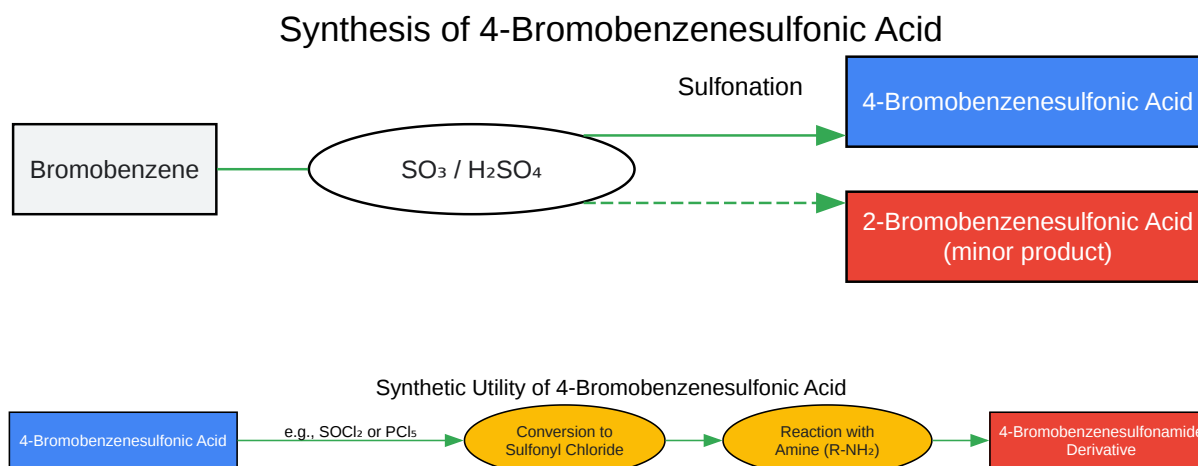 Synthesis of 4-Bromobenzenesulfonic Acid
Sulfonation
4-Bromobenzenesulfonic Acid
Bromobenzene
SO₃ / H₂SO₄
2-Bromobenzenesulfonic Acid
(minor product)
Synthetic Utility of 4-Bromobenzenesulfonic Acid
4-Bromobenzenesulfonic Acid
e.g., SOCl₂ or PCl₅
Conversion to
Sulfonyl Chloride
Reaction with
Amine (R-NH₂)
4-Bromobenzenesulfonamide
Derivative